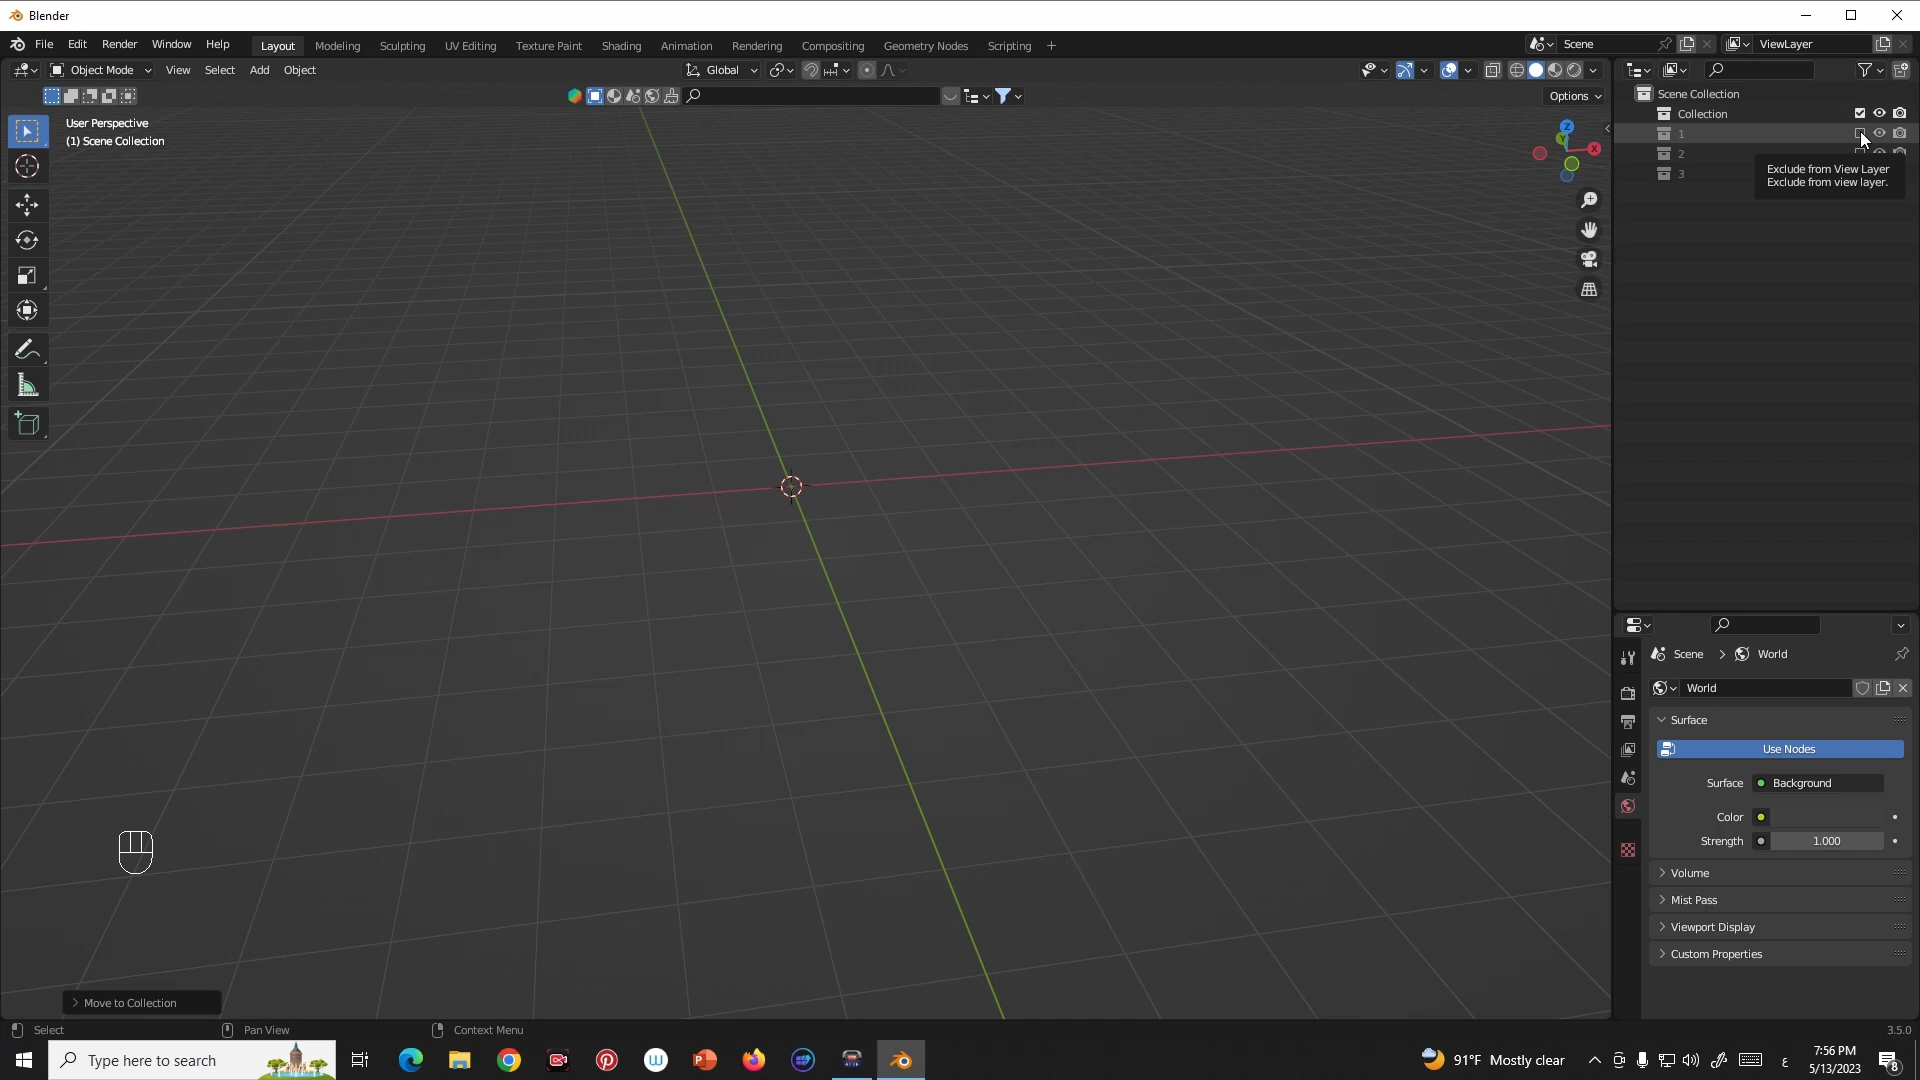 Blender
File Edit Render Window Help Layout Modeling Sculpting UV Editing Texture Paint Shading Animation Rendering Compositing Geometry Nodes Scripting + Scene ViewLayer
Object Mode View Select Add Object Global
Options
User Perspective
(1) Scene Collection
Z
Y
X
Scene Collection
Collection
1
2
3
Exclude from View Layer
Exclude from view layer.
Scene > World
World
Surface
Use Nodes
Surface Background
Color
Strength 1.000
Volume
Mist Pass
Viewport Display
Custom Properties
> Move to Collection
Select Pan View Context Menu 3.5.0
Type here to search
91°F Mostly clear
ع
7:56 PM
5/13/2023
8